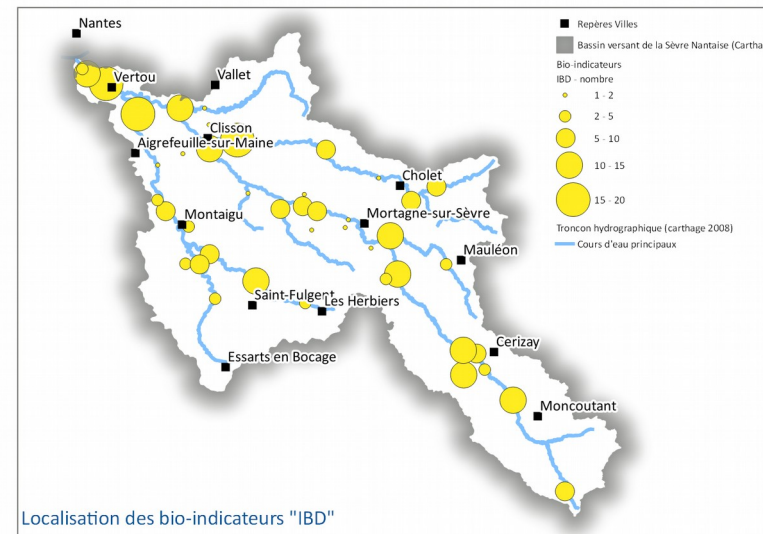 Nantes
Vertou
Vallet
Clisson
Aigrefeuille-sur-Maine
Cholet
Montaigu
Mortagne-sur-Sèvre
Mauléon
Saint-Fulgent
Les Herbiers
Cerizay
Essarts en Bocage
Moncoutant
Repères Villes
Bassin versant de la Sèvre Nantaise (Cartha
Bio-indicateurs
IBD - nombre
1 - 2
2 - 5
5 - 10
10 - 15
15 - 20
Troncon hydrographique (carthage 2008)
Cours d'eau principaux
Localisation des bio-indicateurs "IBD"